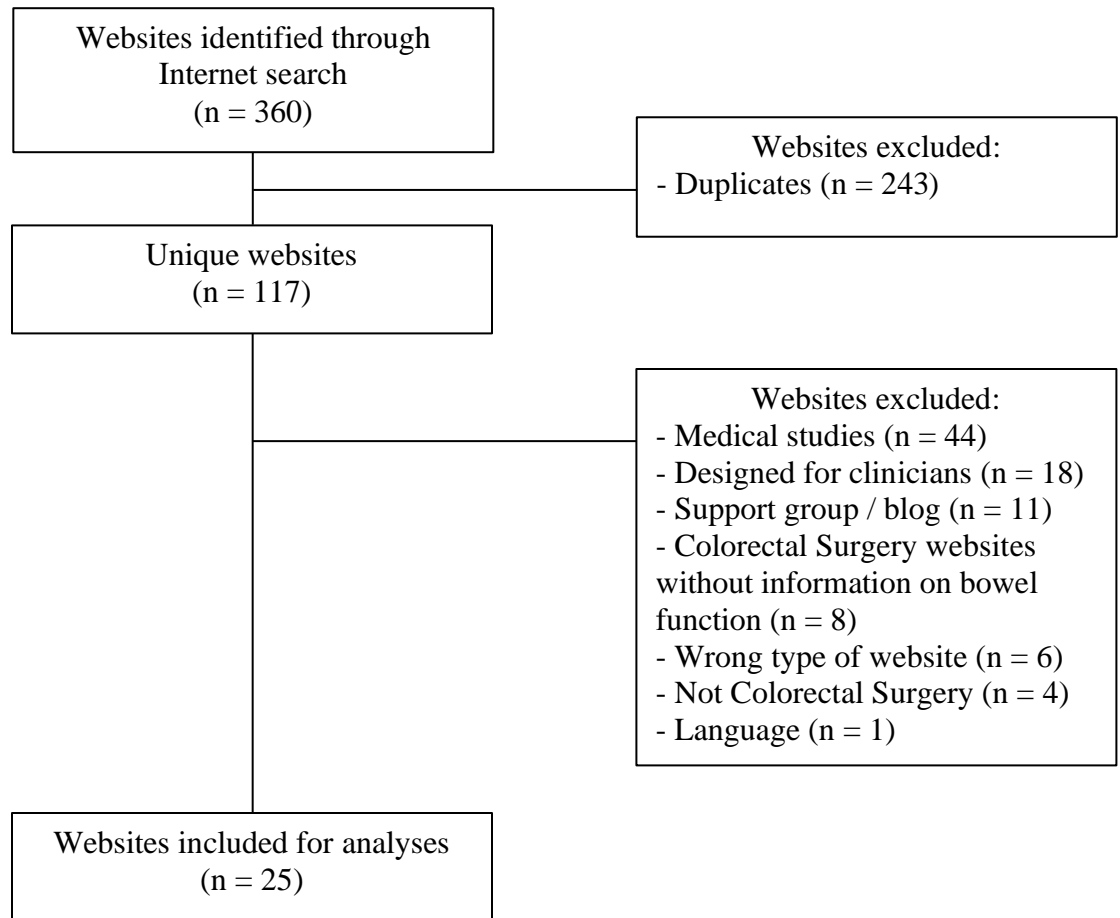 Websites identified through
Internet search
(n = 360)
Websites excluded:
- Duplicates (n = 243)
Unique websites
(n = 117)
Websites excluded:
- Medical studies (n = 44)
- Designed for clinicians (n = 18)
- Support group / blog (n = 11)
- Colorectal Surgery websites
without information on bowel
function (n = 8)
- Wrong type of website (n = 6)
- Not Colorectal Surgery (n = 4)
- Language (n = 1)
Websites included for analyses
(n = 25)